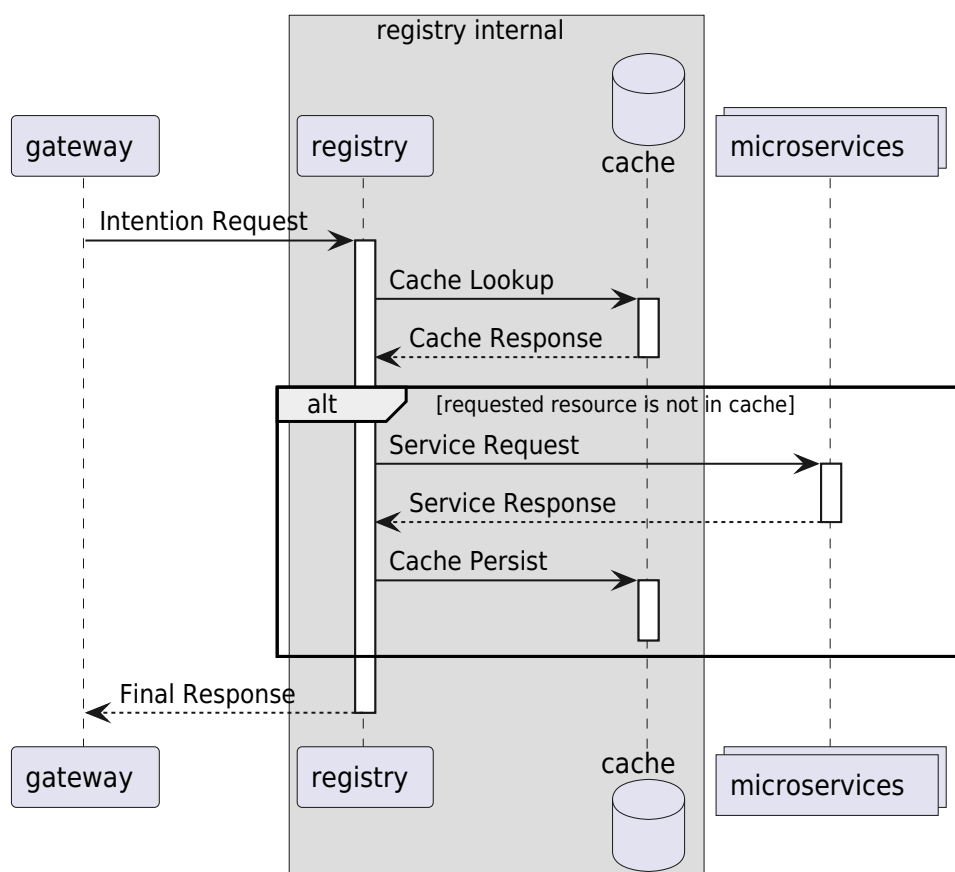 registry internal
gateway
registry
cache
microservices
Intention Request
Cache Lookup
Cache Response
alt
[requested resource is not in cache]
Service Request
Service Response
Cache Persist
Final Response
gateway
registry
cache
microservices